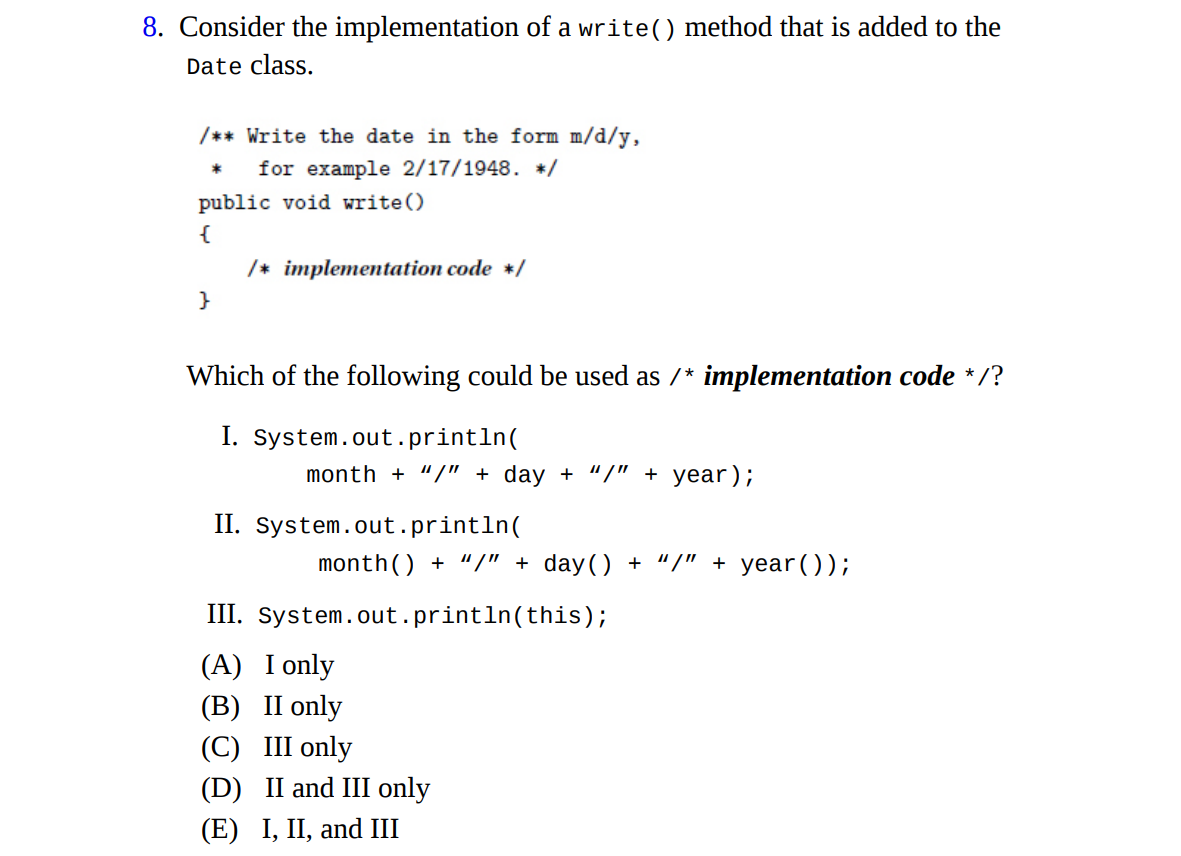 8. Consider the implementation of a write() method that is added to the
Date class.
/** Write the date in the form m/d/y,
* for example 2/17/1948. */
public void write()
{
/* implementation code */
}
Which of the following could be used as /* implementation code */?
I. System.out.println(
month + “/” + day + “/” + year);
II. System.out.println(
month() + “/” + day() + “/” + year());
III. System.out.println(this);
(A) I only
(B) II only
(C) III only
(D) II and III only
(E) I, II, and III